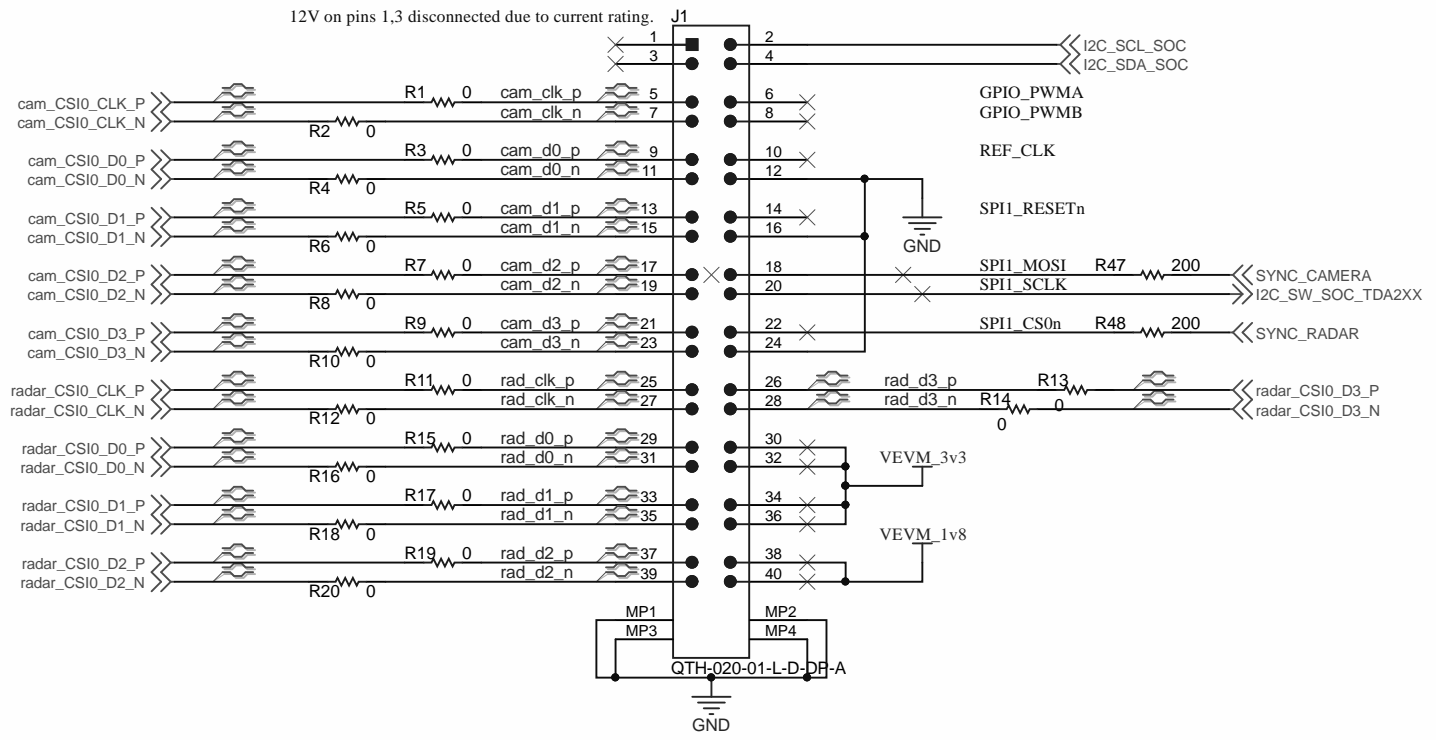 12V on pins 1,3 disconnected due to current rating. J1
1 2 I2C_SCL_SOC
3 4 I2C_SDA_SOC
cam_CSI0_CLK_P R1 0 cam_clk_p 5 6 GPIO_PWMA
cam_CSI0_CLK_N R2 0 cam_clk_n 7 8 GPIO_PWMB
cam_CSI0_D0_P R3 0 cam_d0_p 9 10 REF_CLK
cam_CSI0_D0_N R4 0 cam_d0_n 11 12
cam_CSI0_D1_P R5 0 cam_d1_p 13 14 SPI1_RESETn
cam_CSI0_D1_N R6 0 cam_d1_n 15 16
GND
cam_CSI0_D2_P R7 0 cam_d2_p 17 18 SPI1_MOSI R47 200 SYNC_CAMERA
cam_CSI0_D2_N R8 0 cam_d2_n 19 20 SPI1_SCLK I2C_SW_SOC_TDA2XX
cam_CSI0_D3_P R9 0 cam_d3_p 21 22 SPI1_CS0n R48 200 SYNC_RADAR
cam_CSI0_D3_N R10 0 cam_d3_n 23 24
radar_CSI0_CLK_P R11 0 rad_clk_p 25 26 rad_d3_p R13 0 radar_CSI0_D3_P
radar_CSI0_CLK_N R12 0 rad_clk_n 27 28 rad_d3_n R14 0 radar_CSI0_D3_N
radar_CSI0_D0_P R15 0 rad_d0_p 29 30
radar_CSI0_D0_N R16 0 rad_d0_n 31 32 VEVM_3v3
radar_CSI0_D1_P R17 0 rad_d1_p 33 34
radar_CSI0_D1_N R18 0 rad_d1_n 35 36
VEVM_1v8
radar_CSI0_D2_P R19 0 rad_d2_p 37 38
radar_CSI0_D2_N R20 0 rad_d2_n 39 40
MP1 MP2
MP3 MP4
QTH-020-01-L-D-DP-A
GND